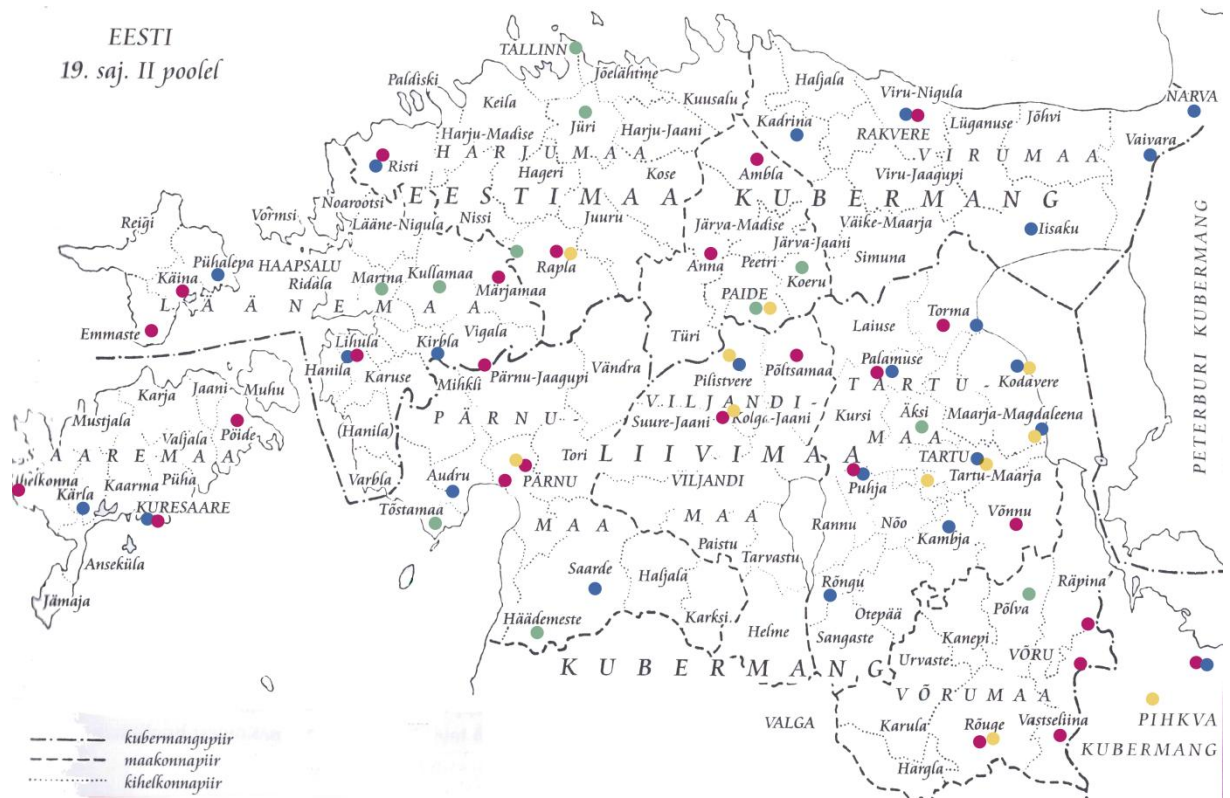 EESTI
19. saj. II poolel
TALLINN
Paldiski
Jõelähtme
Haljala
Viru-Nigula
NARVA
Keila
Kuusalu
Kadrina
RAKVERE
Lüganuse
Jõhvi
Vaivara
Harju-Madise
Jüri
Harju-Jaani
HARJUMAA
VIRUMAA
Risti
Hageri
Kose
Ambla
Viru-Jaagupi
Noarootsi
EESTIMAA KUBERMANG
Reigi
Vormsi
Lääne-Nigula
Nissi
Juuru
Järva-Madise
Väike-Maarja
Iisaku
Järva-Jaani
Pühalepa
HAAPSALU
Rapla
Anna
Peetri
Simuna
Käina
Ridala
Martna
Kullamaa
Märjamaa
Koeru
LÄÄNEMAA
PAIDE
Emmaste
Vigala
Türi
Laiuse
Torma
Lihula
Kirbla
Hanila
Karuse
Mihkli
Pärnu-Jaagupi
Vändra
Pilistvere
Põltsamaa
Palamuse
Kodavere
TARTU-
Karja
Jaani
Muhu
VILJANDI-
Mustjala
(Hanila)
PÄRNU-
Suure-Jaani
Kolga-Jaani
Kursi
Äksi
Maarja-Magdaleena
Valjala
Pöide
MAA
SAAREMAA
Tori
LIIVIMAA
TARTU
Kihelkonna
Kaarma
Püha
Varbla
Audru
PÄRNU
VILJANDI
Puhja
Tartu-Maarja
Kärla
KURESAARE
Tõstamaa
MAA
MAA
Rannu
Nõo
Kambja
Võnnu
Anseküla
Paistu
Tarvastu
Jämaja
Saarde
Haljala
Rõngu
Räpina
Häädemeste
Karksi
Helme
Otepää
Sangaste
Põlva
Kanepi
KUBERMANG
Urvaste
VÕRU
VÕRUMAA
VALGA
Karula
Rõuge
Vastseliina
Hargla
PIHKVA
KUBERMANG
PETERBURI KUBERMANG
kubermangupiir
maakonnapiir
kihelkonnapiir